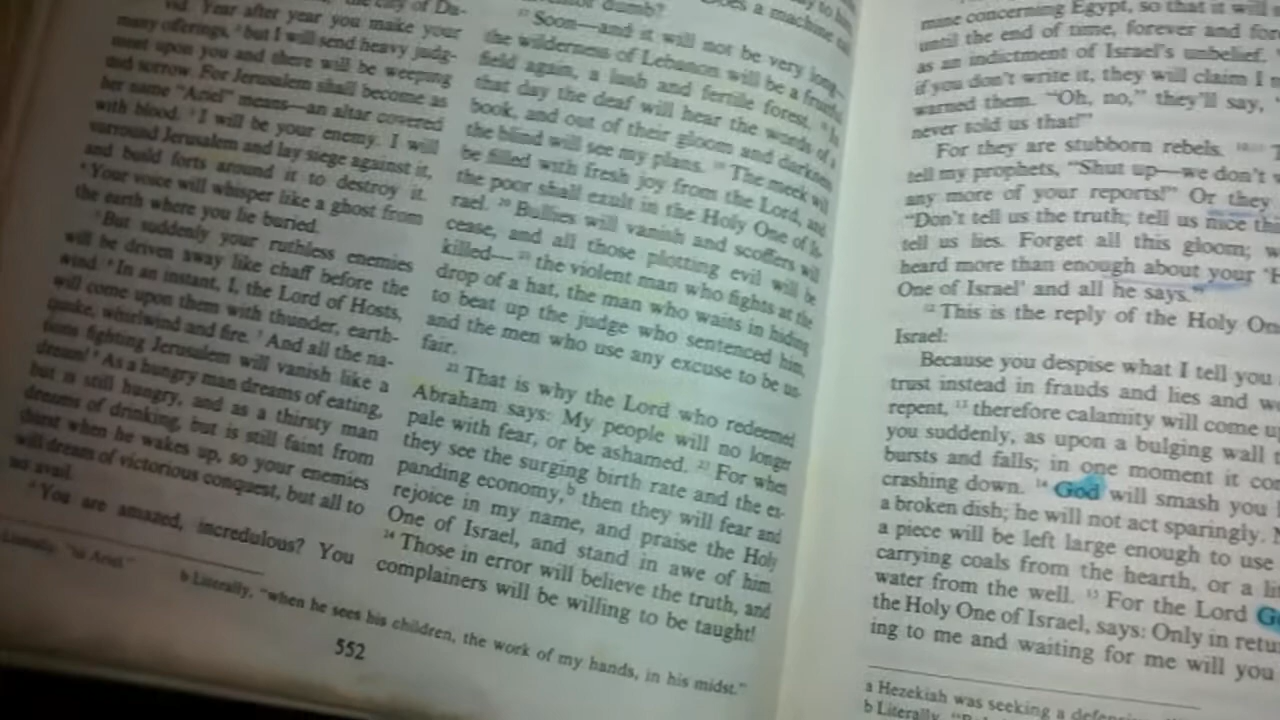 vid. Year after year you make your
many offerings, ² but I will send heavy judg-
ment upon you and there will be weeping
and sorrow. For Jerusalem shall become as
her name "Ariel" means—an altar covered
with blood. ³ I will be your enemy. I will
surround Jerusalem and lay siege against it,
and build forts around it to destroy it.
⁴ Your voice will whisper like a ghost from
the earth where you lie buried.
⁵ But suddenly your ruthless enemies
will be driven away like chaff before the
wind. ⁶ In an instant, I, the Lord of Hosts,
will come upon them with thunder, earth-
quake, whirlwind and fire. ⁷ And all the na-
tions fighting Jerusalem will vanish like a
dream! ⁸ As a hungry man dreams of eating,
but is still hungry, and as a thirsty man
dreams of drinking, but is still faint from
thirst when he wakes up, so your enemies
will dream of victorious conquest, but all to
no avail.
⁹ You are amazed, incredulous? You
dumb? Does a machine
¹⁷ Soon—and it will not be very long—
the wilderness of Lebanon will be a fruitful
field again, a lush and fertile forest. ¹⁸ In
that day the deaf will hear the words of a
book, and out of their gloom and darkness
the blind will see my plans. ¹⁹ The meek will
be filled with fresh joy from the Lord, and
the poor shall exult in the Holy One of Is-
rael. ²⁰ Bullies will vanish and scoffers will
cease, and all those plotting evil will be
killed— ²¹ the violent man who fights at the
drop of a hat, the man who waits in hiding
to beat up the judge who sentenced him,
and the men who use any excuse to be un-
fair.
²² That is why the Lord who redeemed
Abraham says: My people will no longer
pale with fear, or be ashamed. ²³ For when
they see the surging birth rate and the ex-
panding economy,ᵇ then they will fear and
rejoice in my name, and praise the Holy
One of Israel, and stand in awe of him.
²⁴ Those in error will believe the truth, and
complainers will be willing to be taught!
"to Ariel."
b Literally, "when he sees his children, the work of my hands, in his midst."
552
mine concerning Egypt, so that it will
until the end of time, forever and
as an indictment of Israel's unbelief.
if you don't write it, they will claim I
warned them. "Oh, no," they'll say,
never told us that!"
For they are stubborn rebels.
tell my prophets, "Shut up—we don't
any more of your reports!" Or they
"Don't tell us the truth; tell us nice
tell us lies. Forget all this gloom;
heard more than enough about your
One of Israel' and all he says."
¹² This is the reply of the Holy
Israel:
Because you despise what I tell you
trust instead in frauds and lies and
repent, ¹³ therefore calamity will come
you suddenly, as upon a bulging wall
bursts and falls; in one moment it
crashing down. ¹⁴ God will smash you
a broken dish; he will not act sparingly.
a piece will be left large enough to use
carrying coals from the hearth, or a
water from the well. ¹⁵ For the Lord
the Holy One of Israel, says: Only in
ing to me and waiting for me will you
a Hezekiah was seeking a
b Literally,